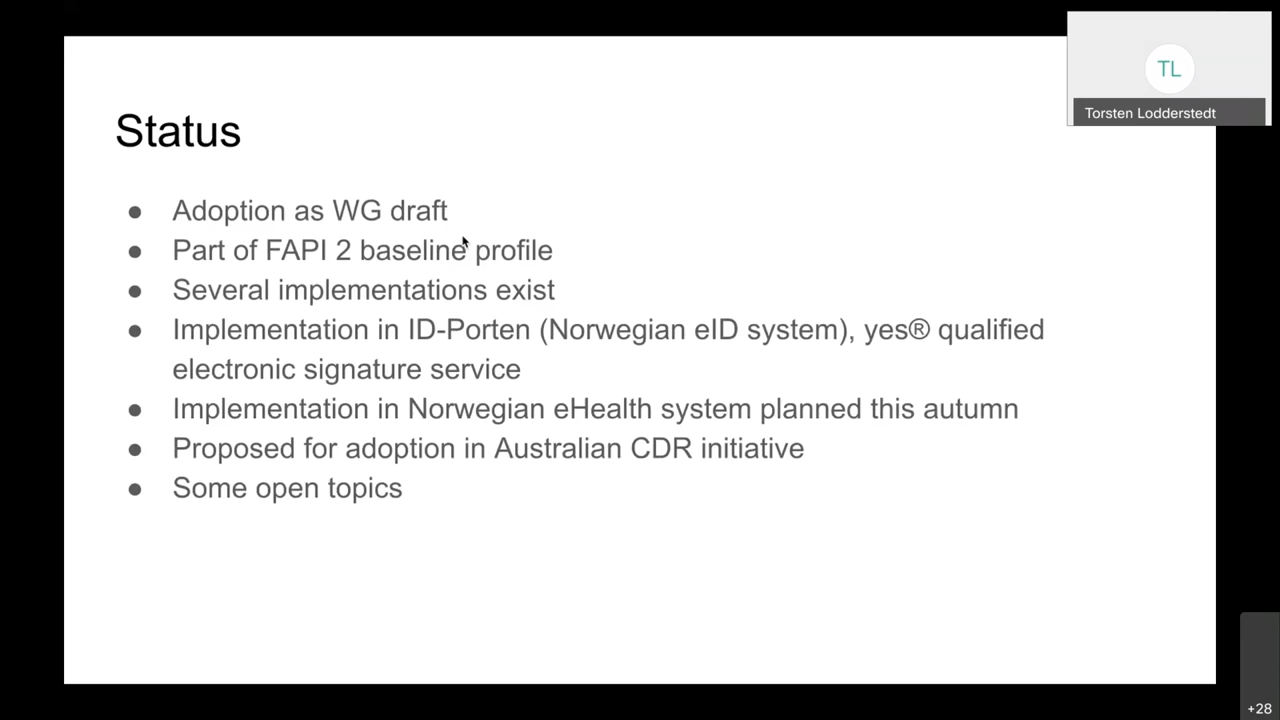 TL
Torsten Lodderstedt
Status
● Adoption as WG draft
● Part of FAPI 2 baseline profile
● Several implementations exist
● Implementation in ID-Porten (Norwegian eID system), yes® qualified
electronic signature service
● Implementation in Norwegian eHealth system planned this autumn
● Proposed for adoption in Australian CDR initiative
● Some open topics
+28